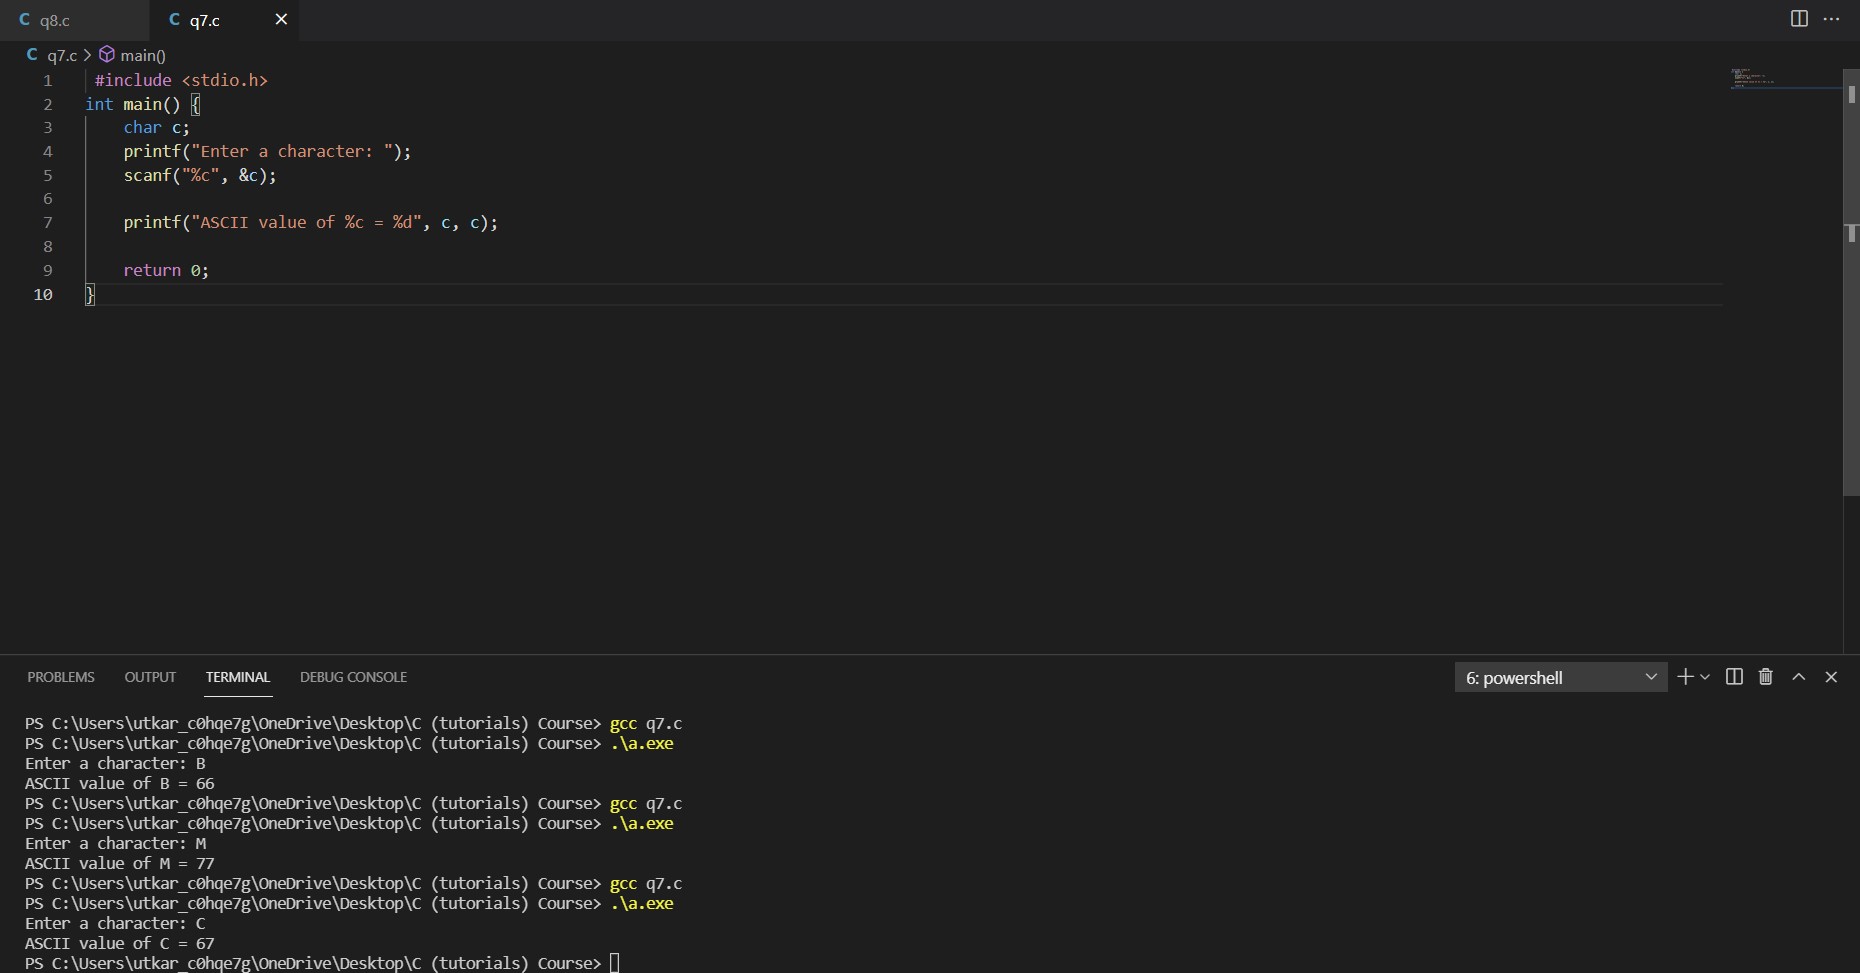 C q8.c C q7.c ×
C q7.c > main()
1 #include <stdio.h>
2 int main() {
3 char c;
4 printf("Enter a character: ");
5 scanf("%c", &c);
6
7 printf("ASCII value of %c = %d", c, c);
8
9 return 0;
10 }
PROBLEMS OUTPUT TERMINAL DEBUG CONSOLE 6: powershell
PS C:\Users\utkar_c0hqe7g\OneDrive\Desktop\C (tutorials) Course> gcc q7.c
PS C:\Users\utkar_c0hqe7g\OneDrive\Desktop\C (tutorials) Course> .\a.exe
Enter a character: B
ASCII value of B = 66
PS C:\Users\utkar_c0hqe7g\OneDrive\Desktop\C (tutorials) Course> gcc q7.c
PS C:\Users\utkar_c0hqe7g\OneDrive\Desktop\C (tutorials) Course> .\a.exe
Enter a character: M
ASCII value of M = 77
PS C:\Users\utkar_c0hqe7g\OneDrive\Desktop\C (tutorials) Course> gcc q7.c
PS C:\Users\utkar_c0hqe7g\OneDrive\Desktop\C (tutorials) Course> .\a.exe
Enter a character: C
ASCII value of C = 67
PS C:\Users\utkar_c0hqe7g\OneDrive\Desktop\C (tutorials) Course>